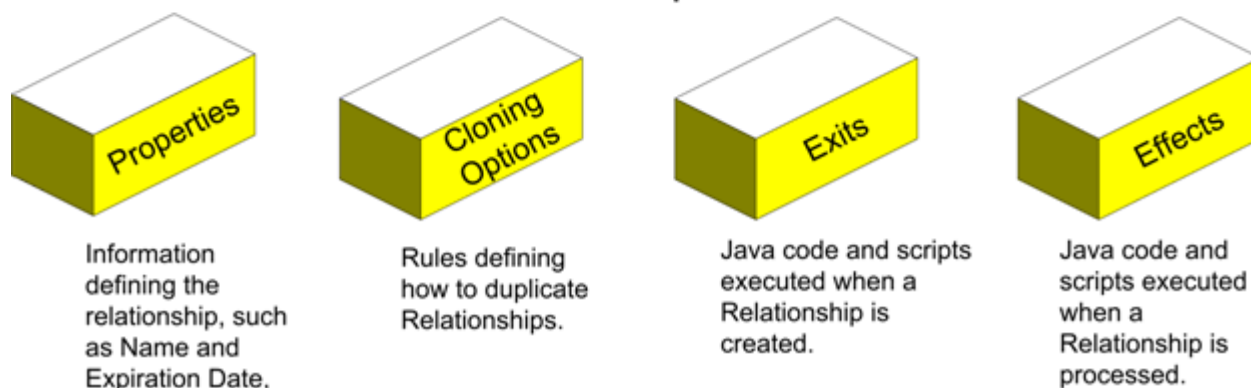 Properties
Cloning
Options
Exits
Effects
Information
defining the
relationship, such
as Name and
Expiration Date,
Rules defining
how to duplicate
Relationships.
Java code and scripts
executed when a
Relationship is
created.
Java code and
scripts executed
when a
Relationship is
processed.